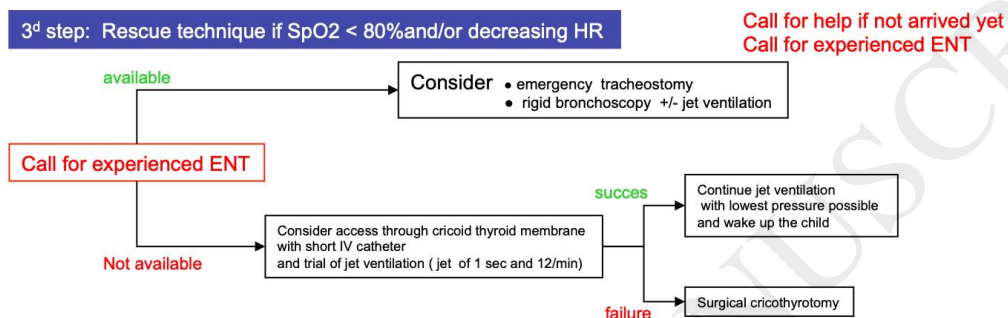 3ᵈ step: Rescue technique if SpO2 < 80%and/or decreasing HR
Call for help if not arrived yet
Call for experienced ENT
available
Consider • emergency tracheostomy
• rigid bronchoscopy +/- jet ventilation
Call for experienced ENT
Not available
Consider access through cricoid thyroid membrane
with short IV catheter
and trial of jet ventilation ( jet of 1 sec and 12/min)
succes
Continue jet ventilation
with lowest pressure possible
and wake up the child
failure
Surgical cricothyrotomy